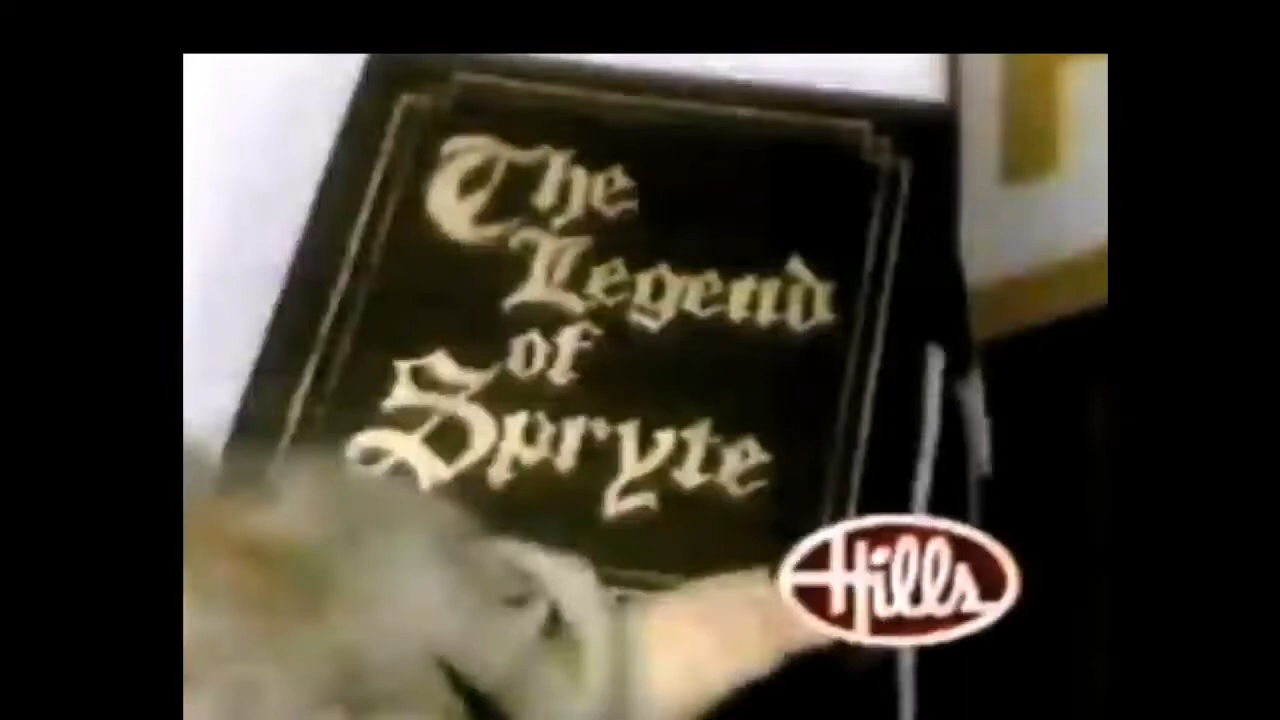 The
Legend
of
Spryte
Hills